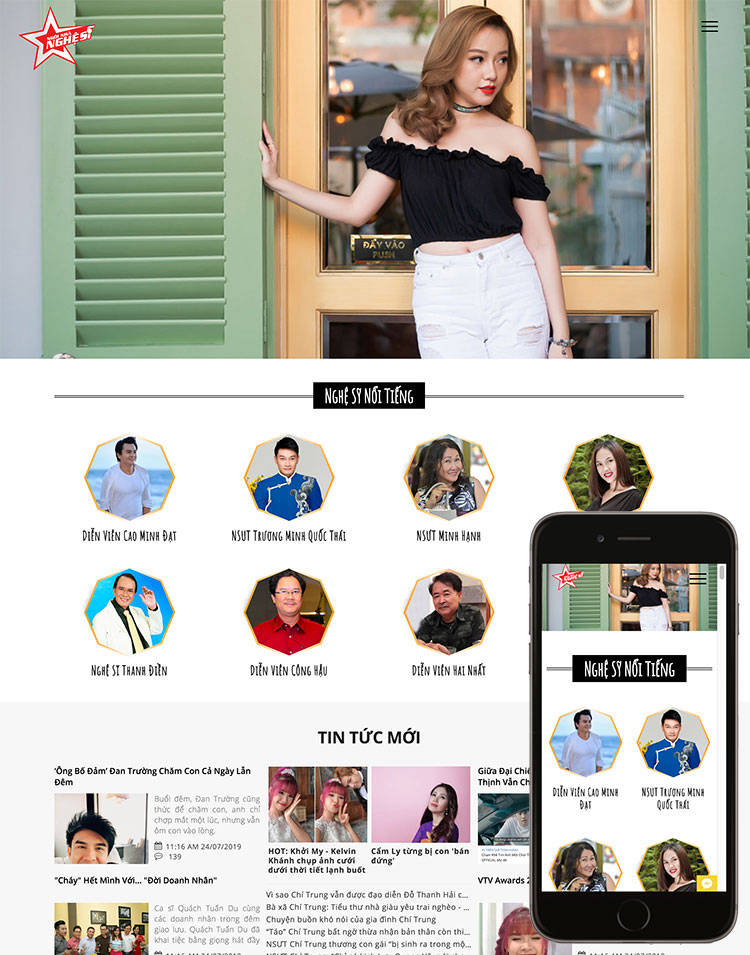 NGHỆ SĨ
ĐẨY VÀO
PUSH
Nghệ Sỹ Nổi Tiếng
Diễn Viên Cao Minh Đạt
NSƯT Trương Minh Quốc Thái
NSƯT Minh Hạnh
Nghệ Sĩ Thanh Điền
Diễn Viên Công Hậu
Diễn Viên Hai Nhất
TIN TỨC MỚI
‘Ông Bố Đảm’ Đan Trường Chăm Con Cả Ngày Lẫn
Đêm
Buổi đêm, Đan Trường cũng
thức để chăm con, anh chỉ
chợp mắt một lúc, nhưng vẫn
ôm con vào lòng.
11:16 AM 24/07/2019
139
"Cháy" Hết Mình Với... "Đời Doanh Nhân"
Ca sĩ Quách Tuấn Du cùng
các doanh nhân trong đêm
giao lưu. Quách Tuấn Du đã
khai tiệc bằng giọng hát đầy
11:16 AM 24/07/2019
HOT: Khởi My - Kelvin
Khánh chụp ảnh cưới
dưới thời tiết lạnh buốt
Cẩm Ly từng bị con 'bán
đứng'
Vì sao Chí Trung vẫn được đạo diễn Đỗ Thanh Hải c...
Bà xã Chí Trung: Tiểu thư nhà giàu yêu trai nghèo - ...
Chuyện buồn khó nói của gia đình Chí Trung
“Táo” Chí Trung bất ngờ thừa nhận bản thân còn thi...
NSƯT Chí Trung thương con gái “bị sinh ra trong mộ...
Giữa Đại Chiế
Thịnh Vẫn Ch
VTV Awards 2
Nghệ Sỹ Nổi Tiếng
Diễn Viên Cao Minh
Đạt
NSƯT Trương Minh
Quốc Thái